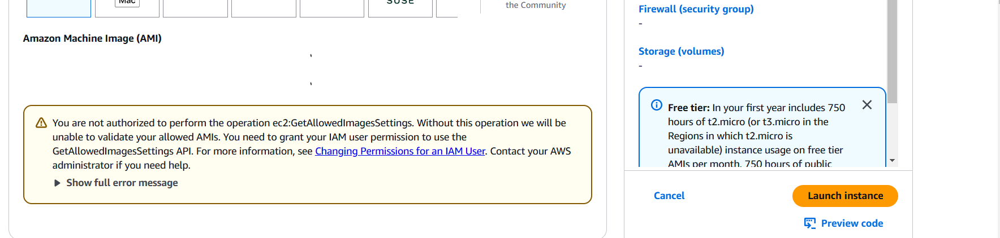 Mac
SUSE
the Community
Amazon Machine Image (AMI)
You are not authorized to perform the operation ec2:GetAllowedImagesSettings. Without this operation we will be
unable to validate your allowed AMIs. You need to grant your IAM user permission to use the
GetAllowedImagesSettings API. For more information, see Changing Permissions for an IAM User. Contact your AWS
administrator if you need help.
Show full error message
Firewall (security group)
-
Storage (volumes)
-
Free tier: In your first year includes 750
hours of t2.micro (or t3.micro in the
Regions in which t2.micro is
unavailable) instance usage on free tier
AMIs per month, 750 hours of public
Cancel
Launch instance
Preview code